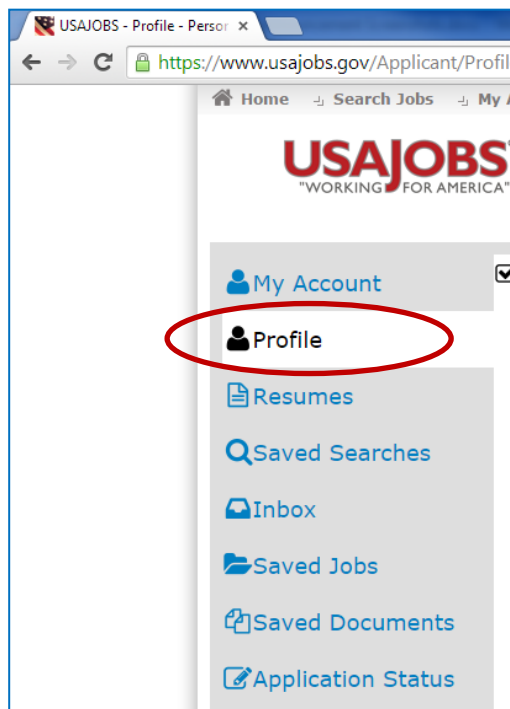 USAJOBS - Profile - Person
https://www.usajobs.gov/Applicant/Profil
Home Search Jobs My A
USAJOBS
"WORKING FOR AMERICA"
My Account
Profile
Resumes
Saved Searches
Inbox
Saved Jobs
Saved Documents
Application Status